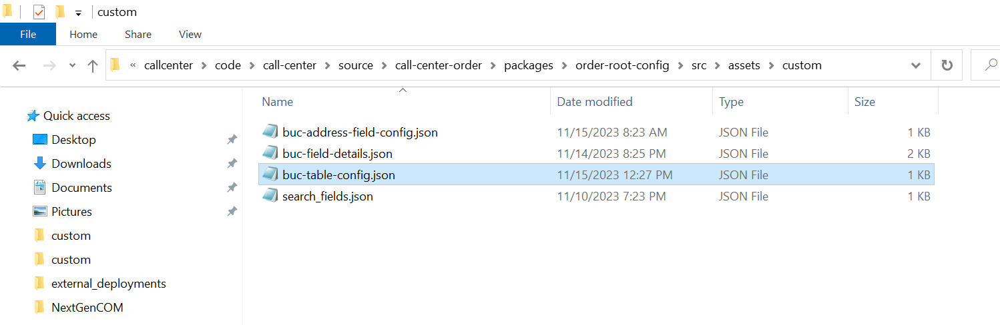 custom
File Home Share View
« callcenter > code > call-center > source > call-center-order > packages > order-root-config > src > assets > custom
Name Date modified Type Size
Quick access
Desktop
Downloads
Documents
Pictures
custom
custom
external_deployments
NextGenCOM
buc-address-field-config.json 11/15/2023 8:23 AM JSON File 1 KB
buc-field-details.json 11/14/2023 8:25 PM JSON File 2 KB
buc-table-config.json 11/15/2023 12:27 PM JSON File 1 KB
search_fields.json 11/10/2023 7:23 PM JSON File 1 KB